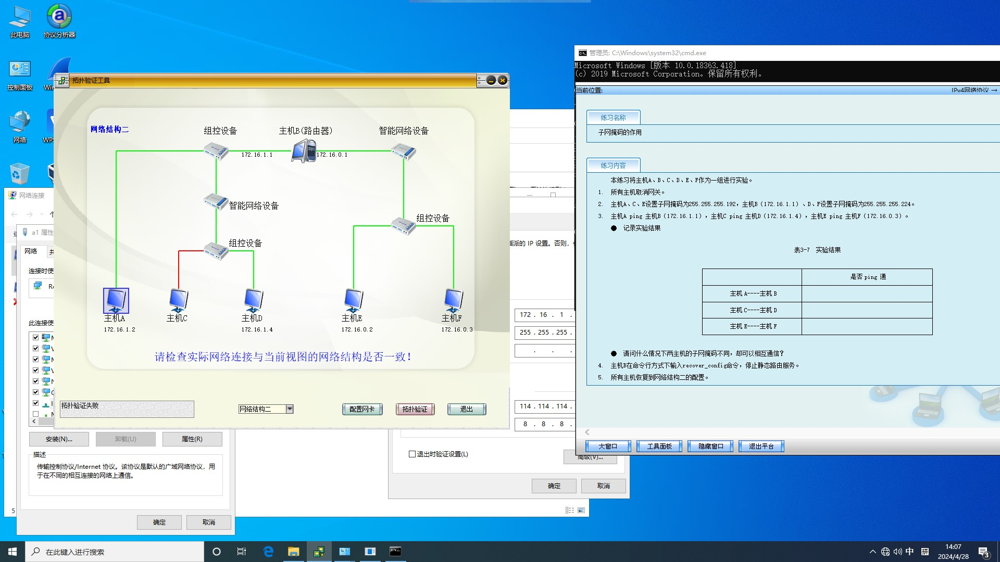 此电脑
协议分析器
控制面板
Win
网络
WPS
网络连接
a1 属性
网络
连接时使
Re
此连接使
安装(N)...
卸载(U)
属性(R)
描述
传输控制协议/Internet 协议。该协议是默认的广域网络协议，用
于在不同的相互连接的网络上通信。
确定
取消
5
拓扑验证工具
网络结构二
组控设备
主机B(路由器)
智能网络设备
172.16.1.1
172.16.0.1
智能网络设备
组控设备
组控设备
主机A
主机C
主机D
主机E
主机F
172.16.1.2
172.16.1.4
172.16.0.2
172.16.0.3
请检查实际网络连接与当前视图的网络结构是否一致!
拓扑验证失败
网络结构二
配置网卡
拓扑验证
退出
指派的 IP 设置。否则，
172 . 16 . 1 .
255 . 255 . 255 .
. . .
114 . 114 . 114 .
8 . 8 . 8 .
退出时验证设置(L)
高级(V)...
确定
取消
管理员: C:\Windows\system32\cmd.exe
Microsoft Windows [版本 10.0.18363.418]
(c) 2019 Microsoft Corporation。保留所有权利。
当前位置:
IPv4网络协议 →
练习名称
子网掩码的作用
练习内容
本练习将主机A、B、C、D、E、F作为一组进行实验。
1. 所有主机取消网关。
2. 主机A、C、E设置子网掩码为255.255.255.192，主机B（172.16.1.1）、D、F设置子网掩码为255.255.255.224。
3. 主机A ping 主机B（172.16.1.1），主机C ping 主机D（172.16.1.4），主机E ping 主机F（172.16.0.3）。
● 记录实验结果
表3-7 实验结果
是否 ping 通
主机 A----主机 B
主机 C----主机 D
主机 E----主机 F
● 请问什么情况下两主机的子网掩码不同，却可以相互通信？
4. 主机B在命令行方式下输入recover_config命令，停止静态路由服务。
5. 所有主机恢复到网络结构二的配置。
大窗口
工具面板
隐藏窗口
退出平台
在此键入进行搜索
中
拼
14:07
2024/4/28
3